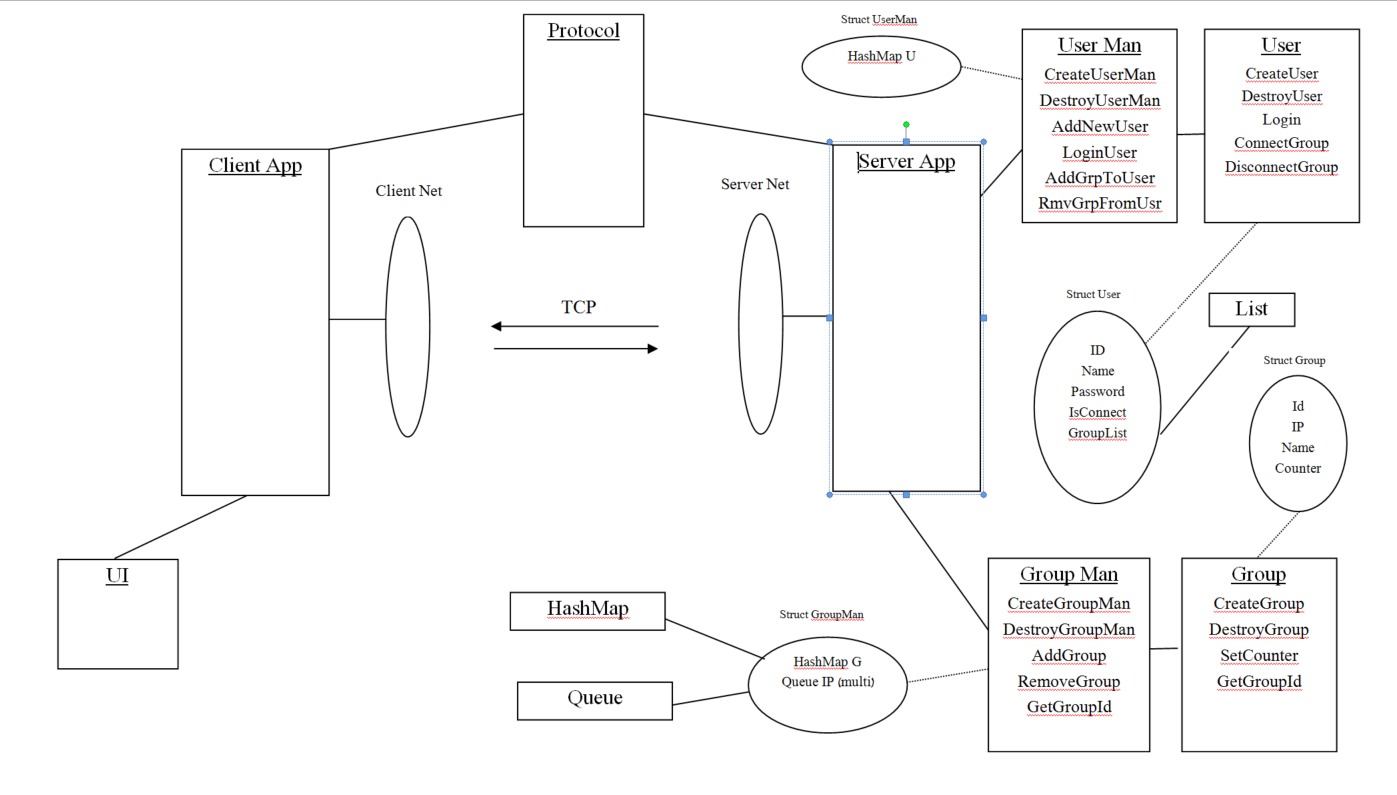 Protocol
Struct UserMan
HashMap U
User Man
CreateUserMan
DestroyUserMan
AddNewUser
LoginUser
AddGrpToUser
RmvGrpFromUsr
User
CreateUser
DestroyUser
Login
ConnectGroup
DisconnectGroup
Client App
Client Net
TCP
Server Net
Server App
Struct User
ID
Name
Password
IsConnect
GroupList
List
Struct Group
Id
IP
Name
Counter
UI
HashMap
Queue
Struct GroupMan
HashMap G
Queue IP (multi)
Group Man
CreateGroupMan
DestroyGroupMan
AddGroup
RemoveGroup
GetGroupId
Group
CreateGroup
DestroyGroup
SetCounter
GetGroupId